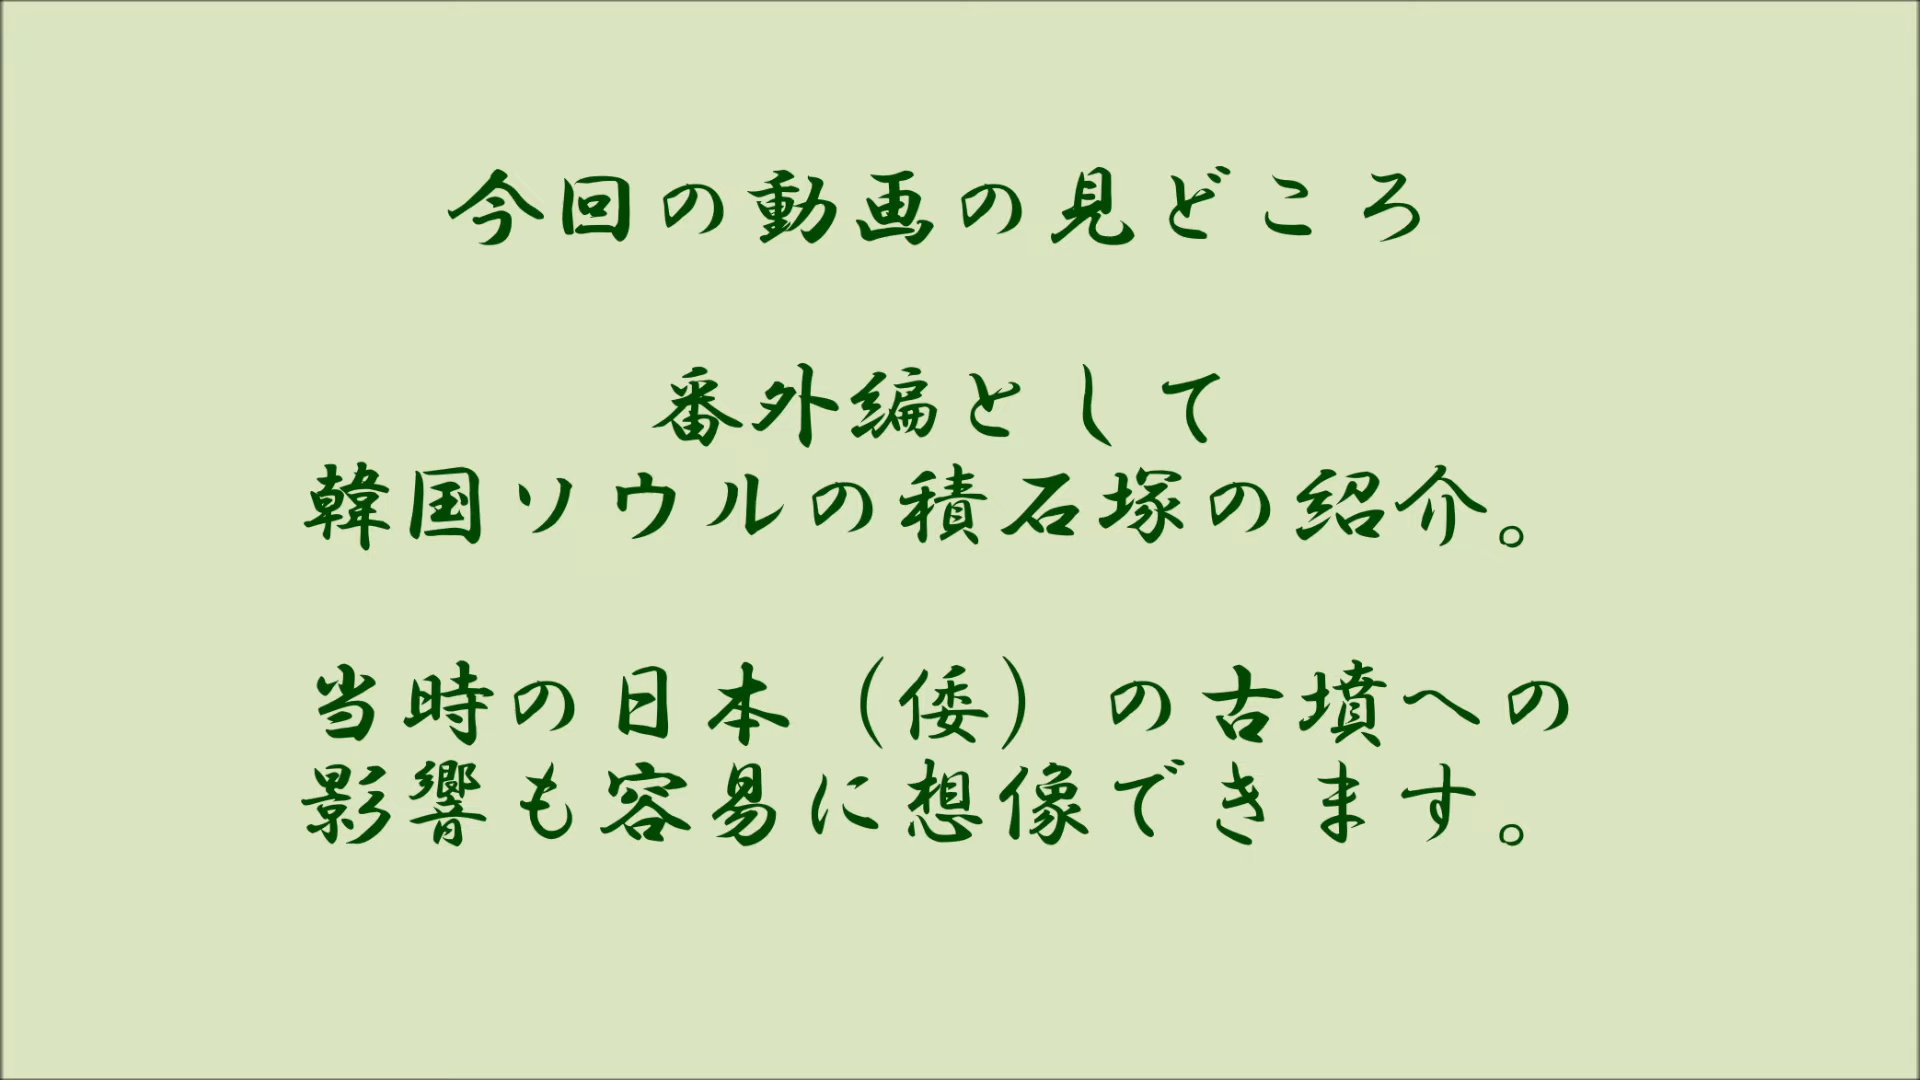 今回の動画の見どころ
番外編として
韓国ソウルの積石塚の紹介。
当時の日本（倭）の古墳への
影響も容易に想像できます。